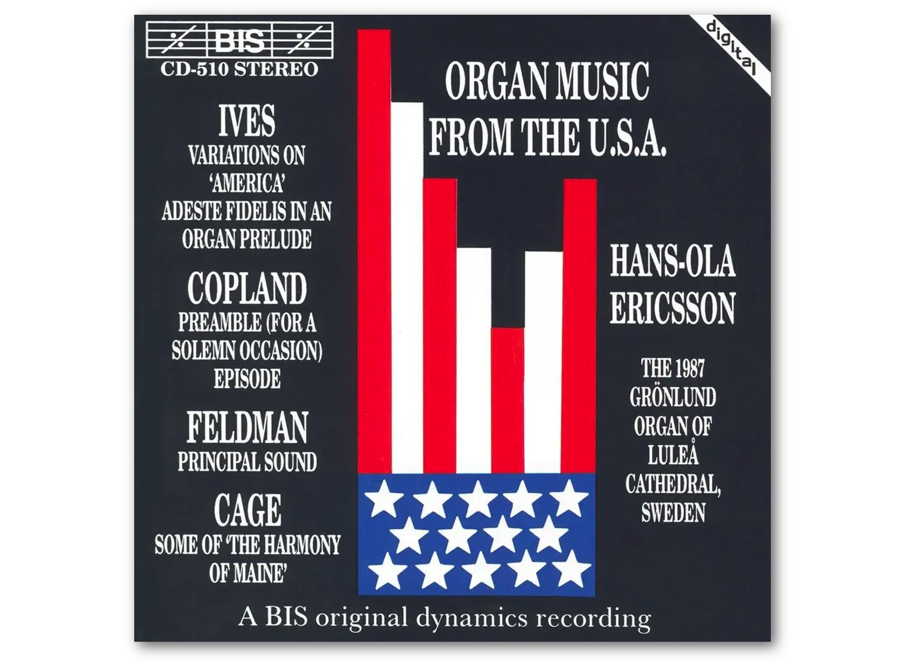 BIS
CD-510 STEREO
digital
ORGAN MUSIC
FROM THE U.S.A.
IVES
VARIATIONS ON
‘AMERICA’
ADESTE FIDELIS IN AN
ORGAN PRELUDE
COPLAND
PREAMBLE (FOR A
SOLEMN OCCASION)
EPISODE
FELDMAN
PRINCIPAL SOUND
CAGE
SOME OF ‘THE HARMONY
OF MAINE’
HANS-OLA
ERICSSON
THE 1987
GRÖNLUND
ORGAN OF
LULEÅ
CATHEDRAL,
SWEDEN
A BIS original dynamics recording